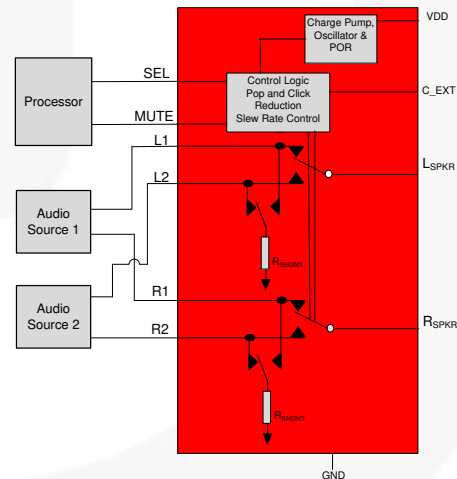 Charge Pump,
Oscillator &
POR
VDD
SEL
Control Logic
Pop and Click
Reduction
Slew Rate Control
C_EXT
Processor
MUTE
L1
LSPKR
L2
Audio
Source 1
RSHUNT
R1
Audio
Source 2
R2
RSPKR
RSHUNT
GND